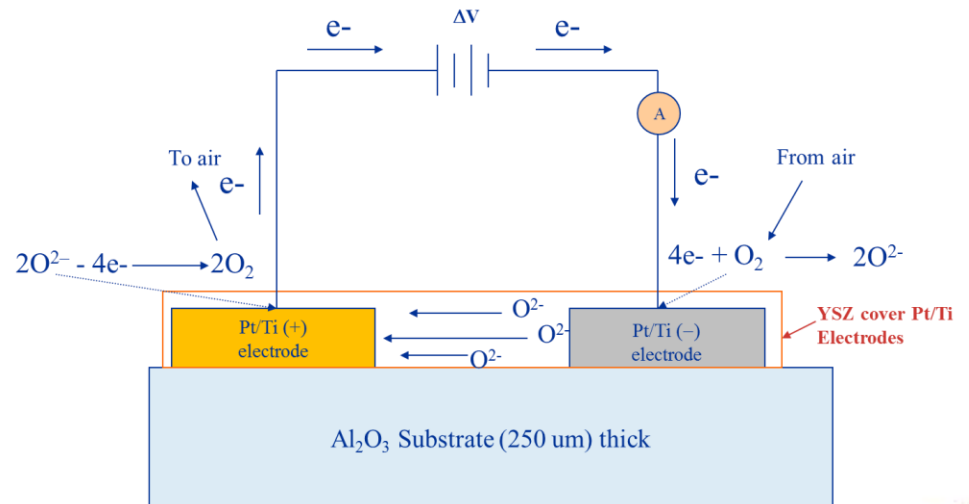 ΔV
e-
e-
A
To air
e-
e-
From air
2O²⁻ - 4e-
2O₂
4e- + O₂
2O²⁻
O²⁻
O²⁻
O²⁻
Pt/Ti (+)
electrode
Pt/Ti (–)
electrode
YSZ cover Pt/Ti
Electrodes
Al₂O₃ Substrate (250 um) thick